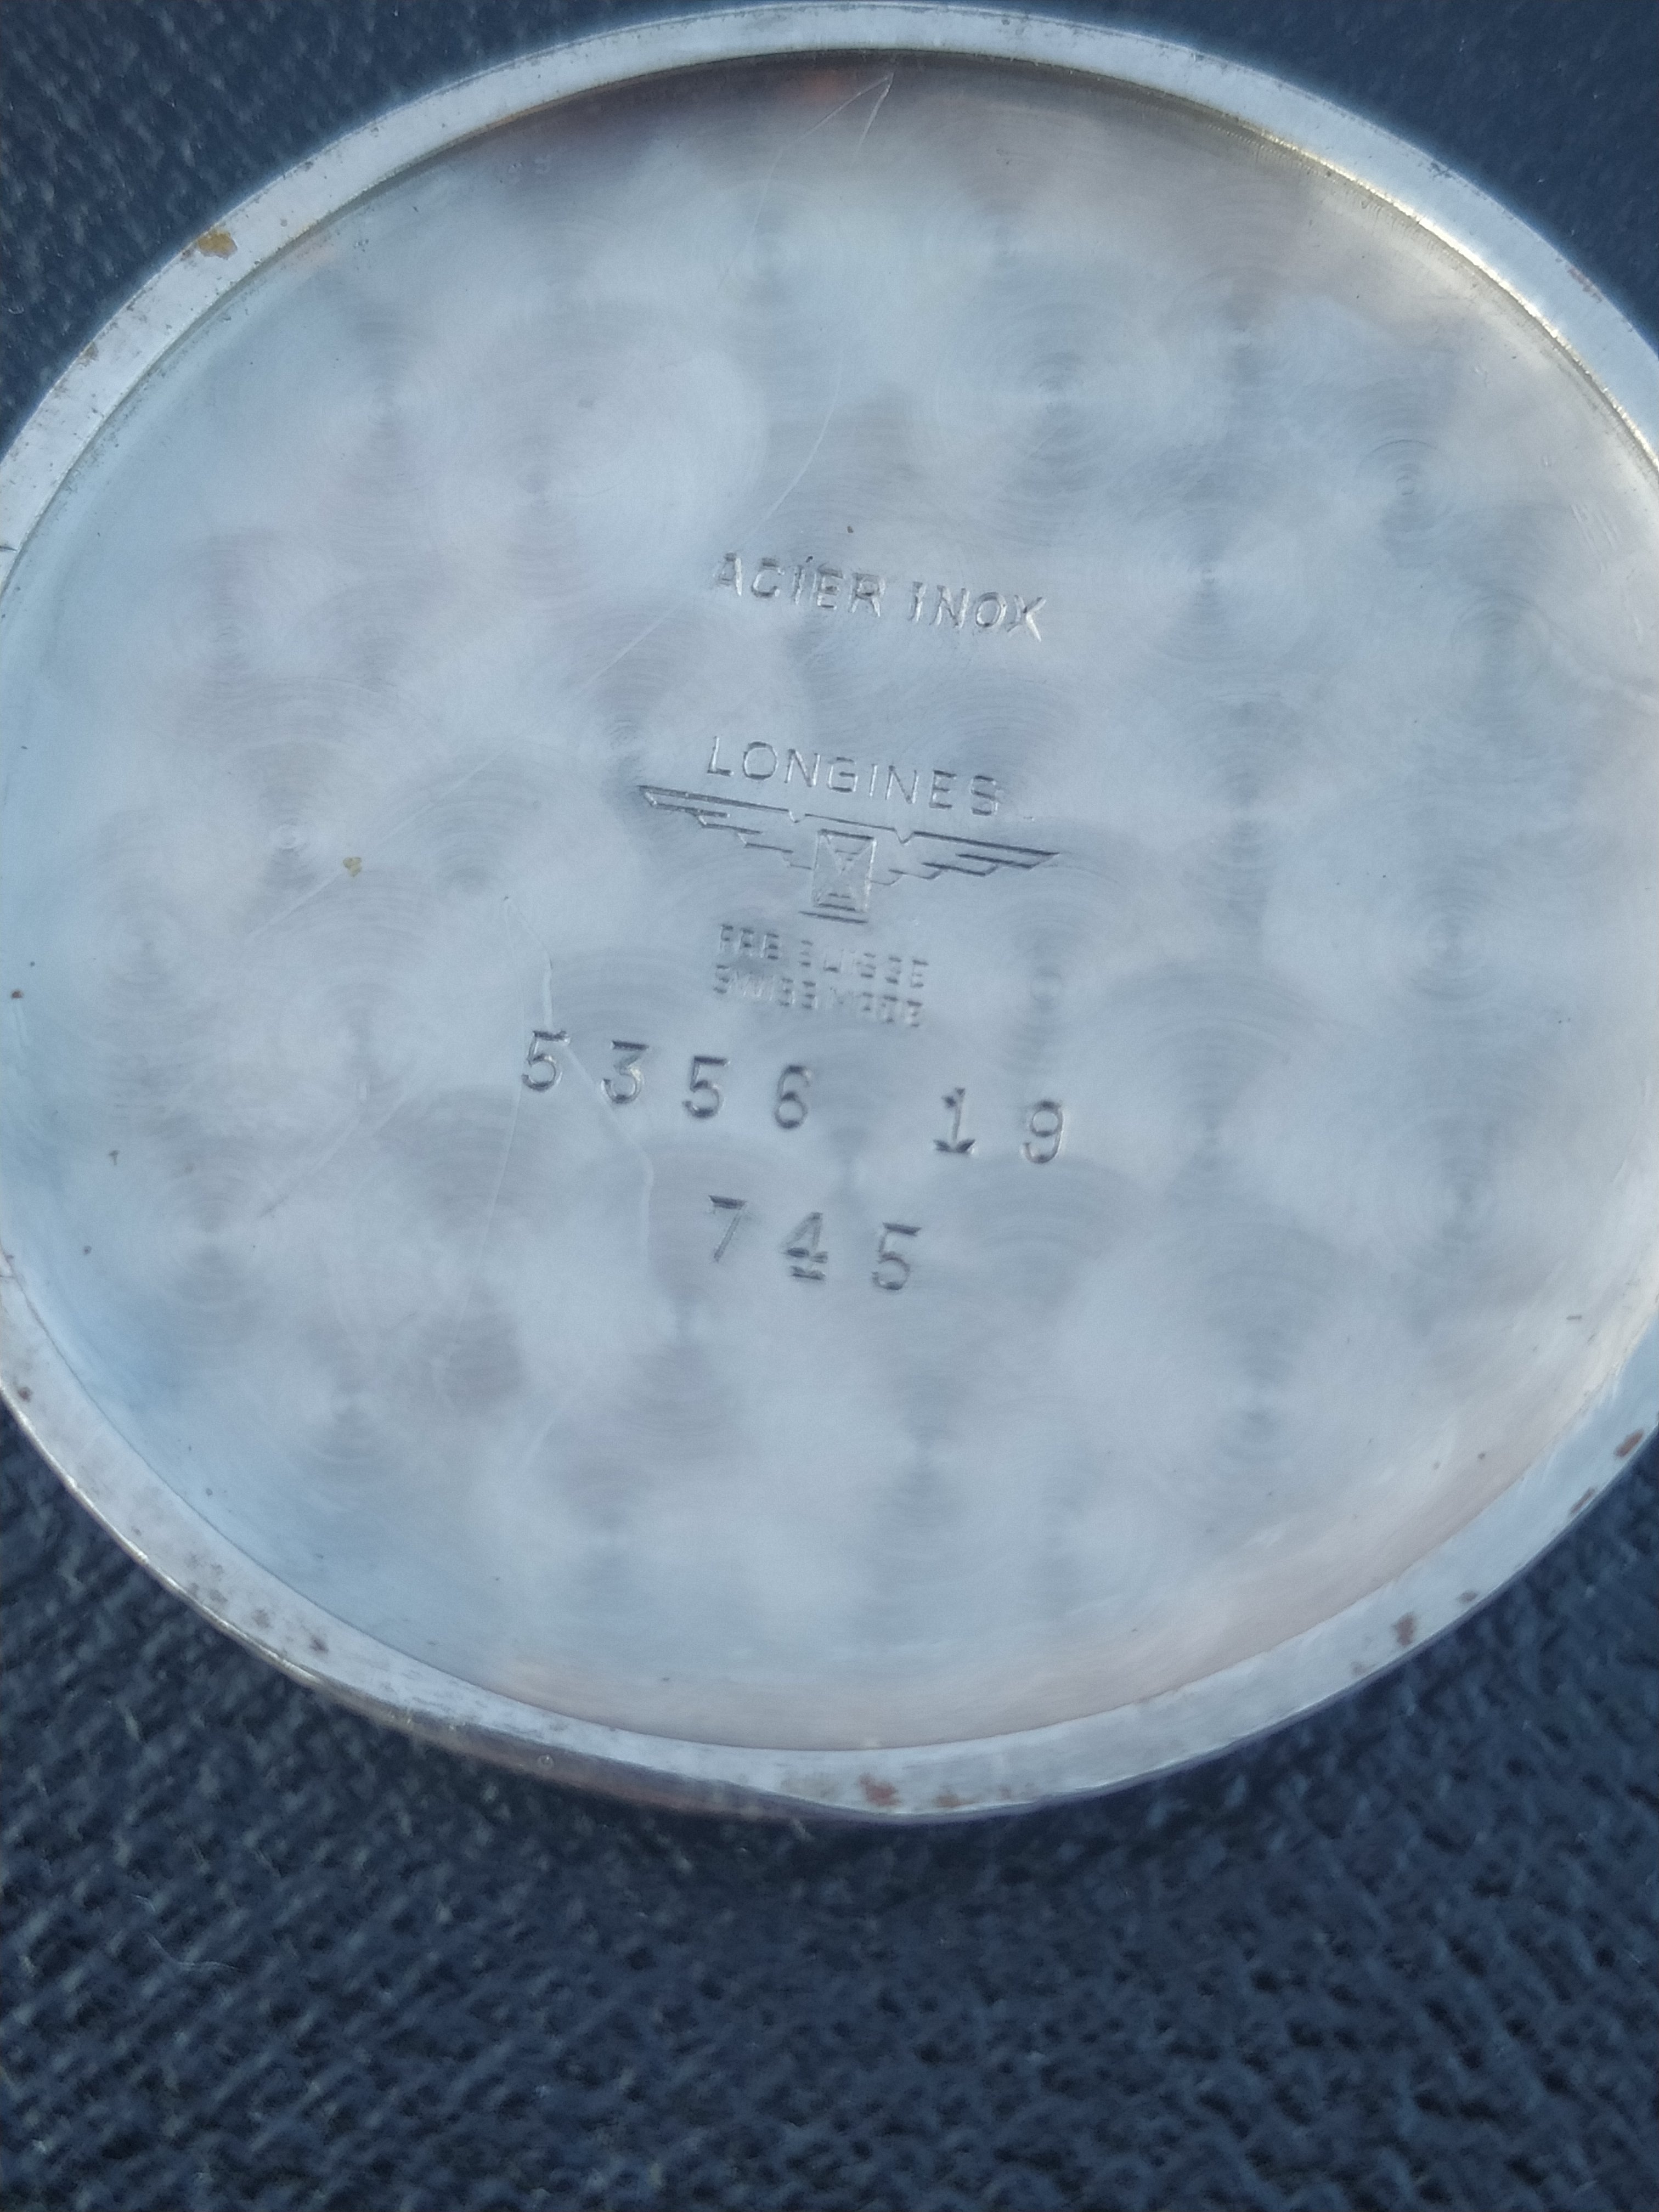 ACIER INOX
LONGINES
FAB. SUISSE
SWISS MADE
5356 19
745